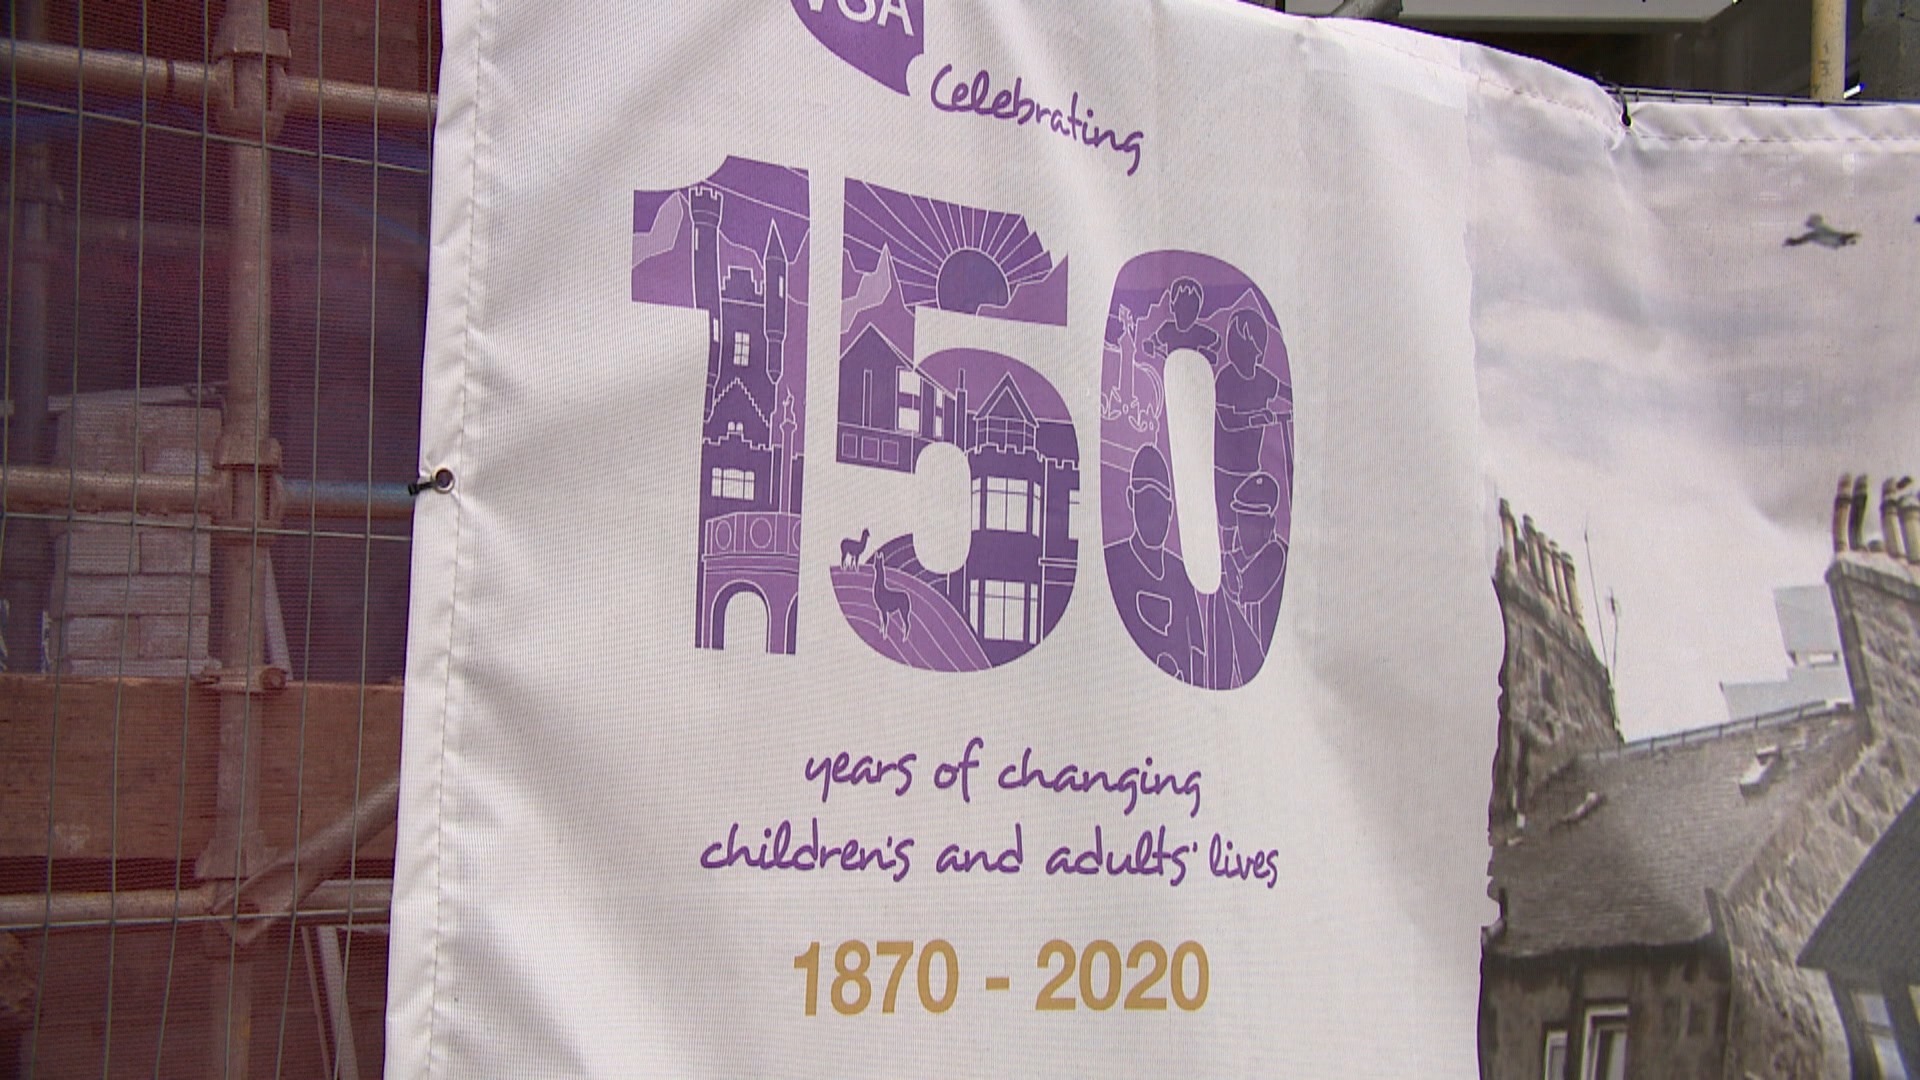 VSA
Celebrating
150
years of changing
children's and adults' lives
1870 - 2020